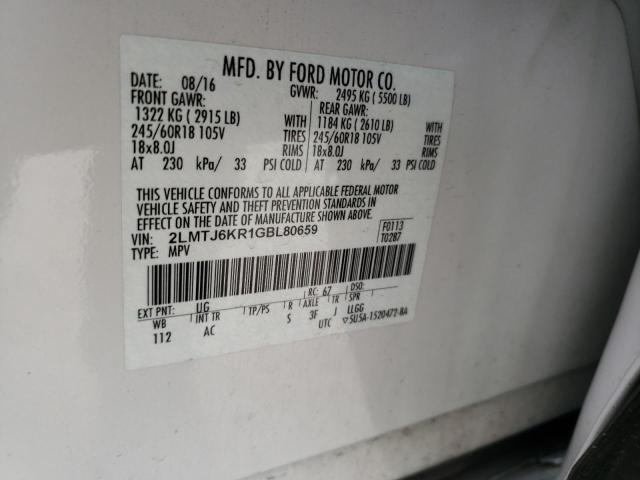 MFD. BY FORD MOTOR CO.
DATE: 08/16 GVWR: 2495 KG ( 5500 LB)
FRONT GAWR: REAR GAWR:
1322 KG ( 2915 LB) WITH 1184 KG ( 2610 LB) WITH
245/60R18 105V TIRES 245/60R18 105V TIRES
18x8.0J RIMS 18x8.0J RIMS
AT 230 kPa/ 33 PSI COLD AT 230 kPa/ 33 PSI COLD
THIS VEHICLE CONFORMS TO ALL APPLICABLE FEDERAL MOTOR
VEHICLE SAFETY AND THEFT PREVENTION STANDARDS IN
EFFECT ON THE DATE OF MANUFACTURE SHOWN ABOVE.
VIN: 2LMTJ6KR1GBL80659 F0113
TYPE: MPV T0287
EXT PNT: UG RC: 67 DSO:
WB INT TR TP/PS R AXLE TR SPR
112 AC S 3F J LLGG
UTC ▽5U5A-1520472-BA